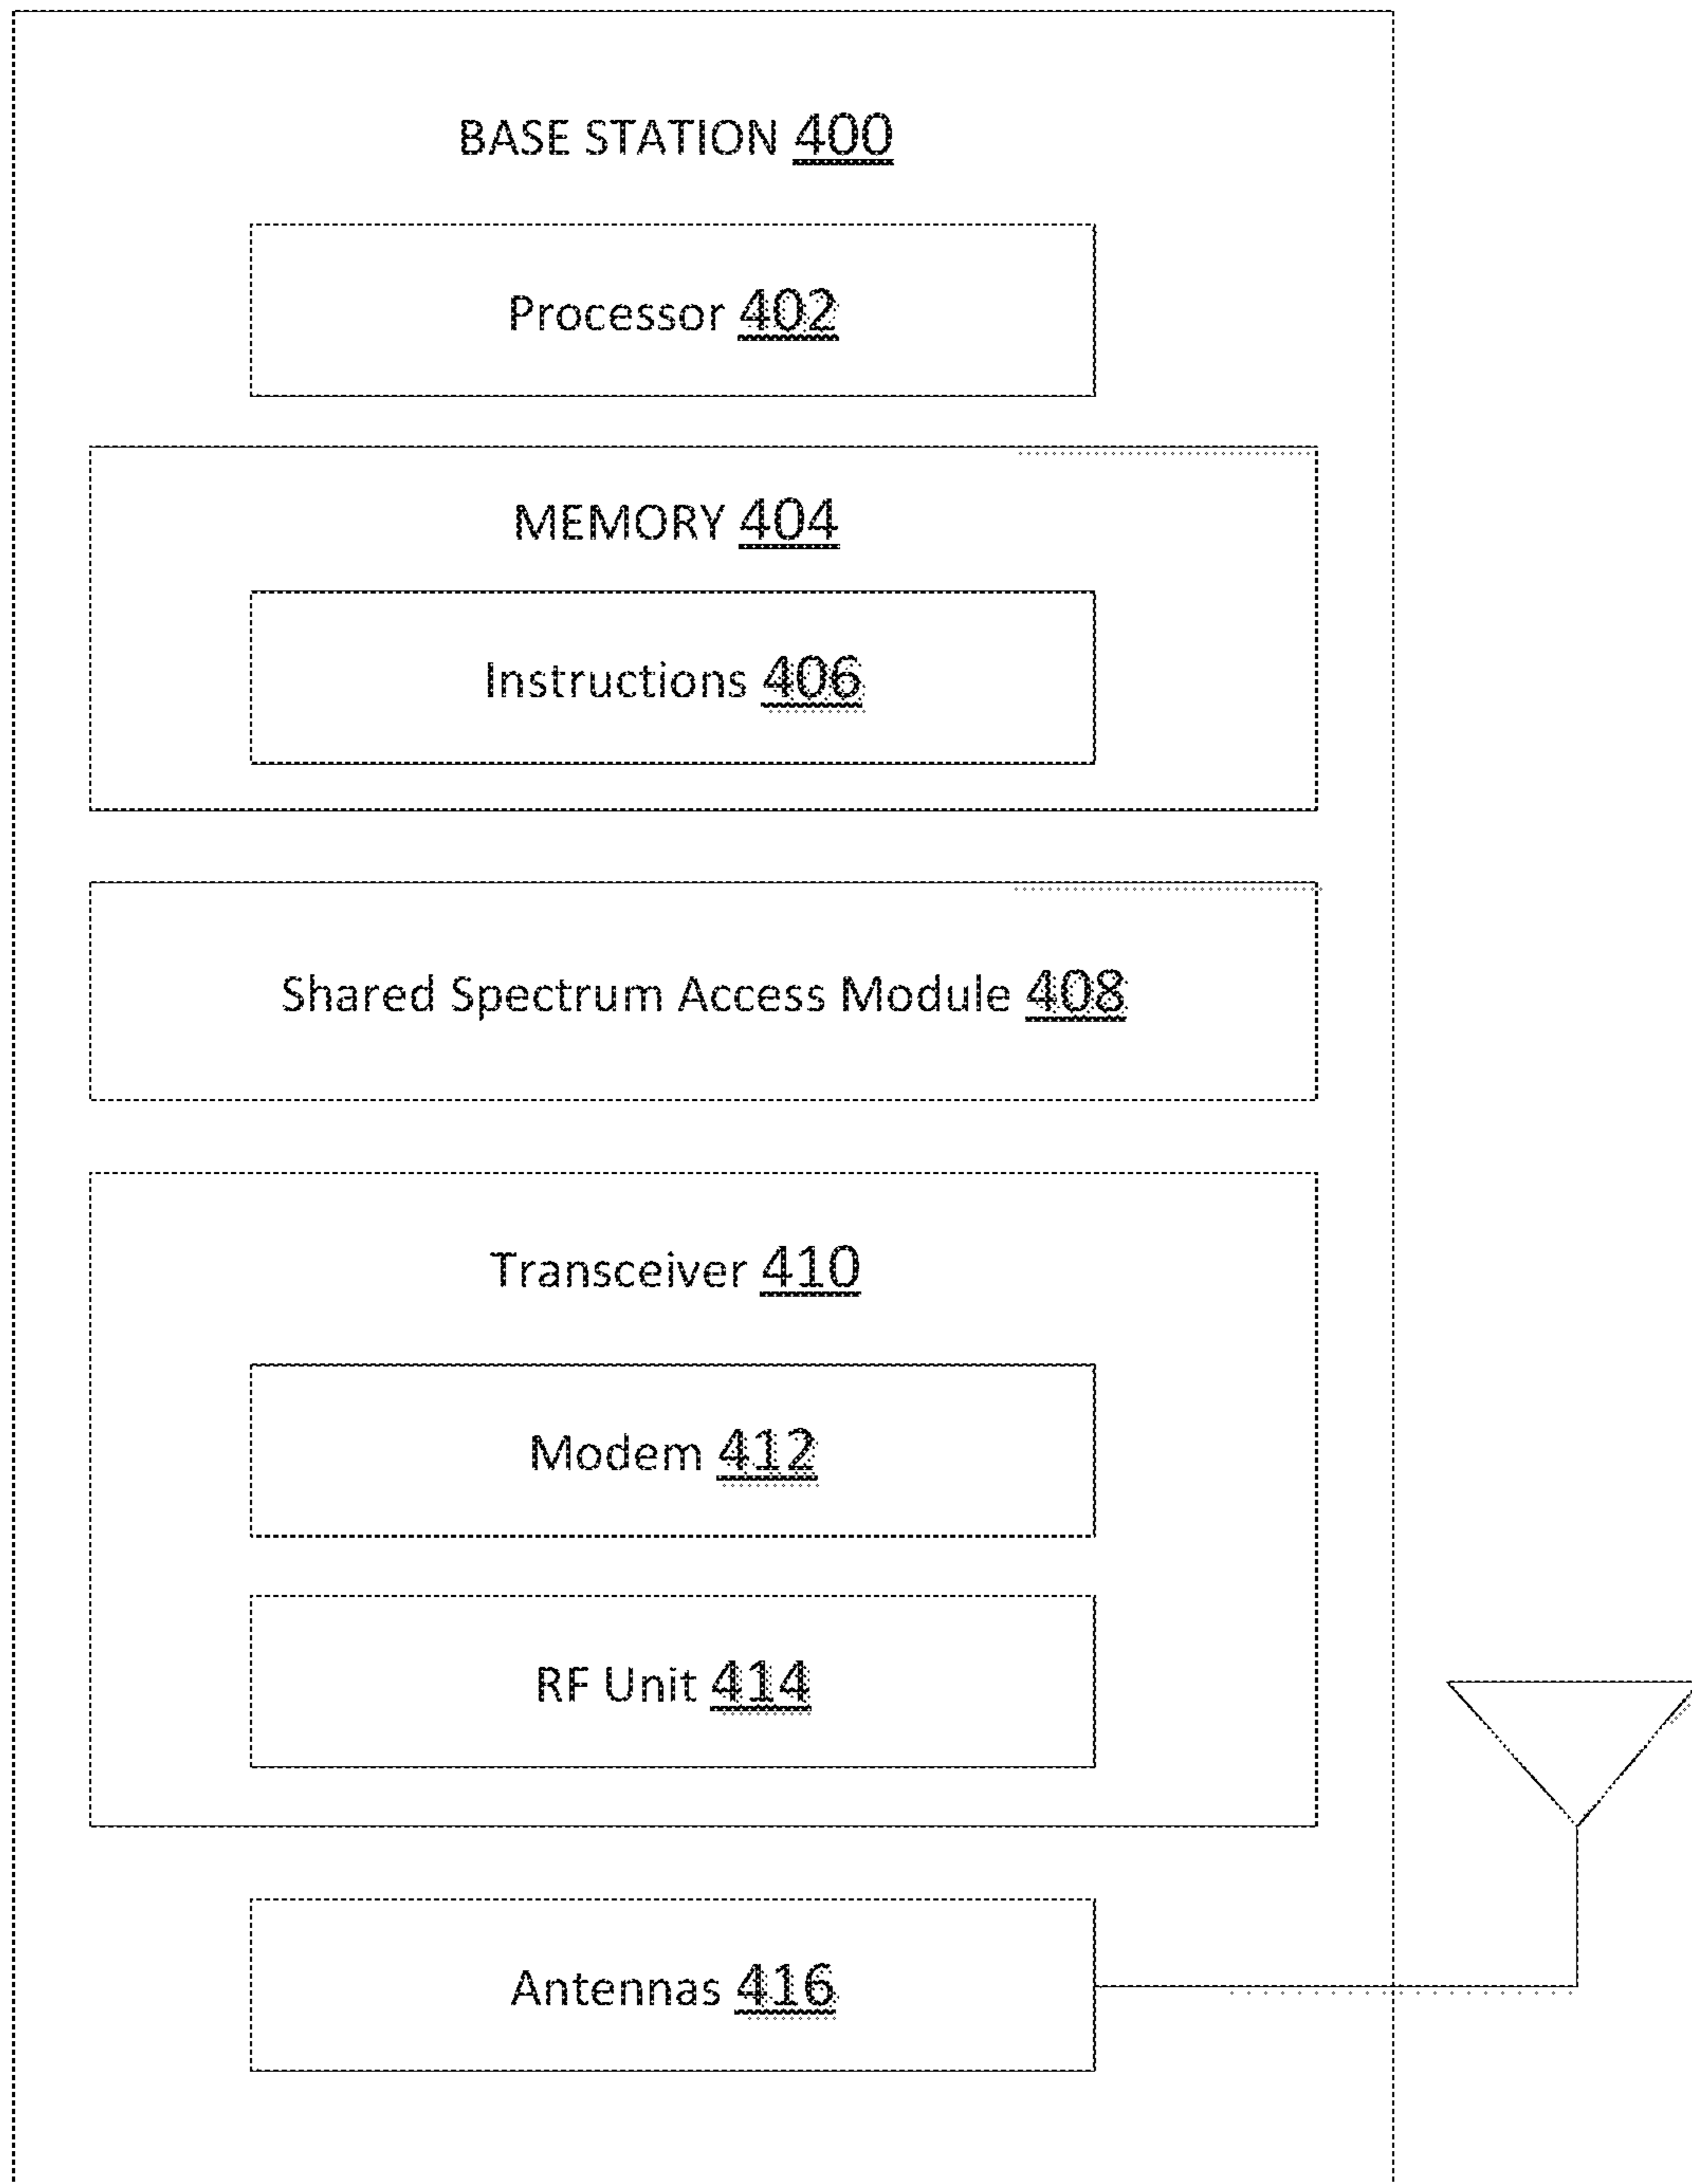 BASE STATION 400
Processor 402
MEMORY 404
Instructions 406
Shared Spectrum Access Module 408
Transceiver 410
Modem 412
RF Unit 414
Antennas 416